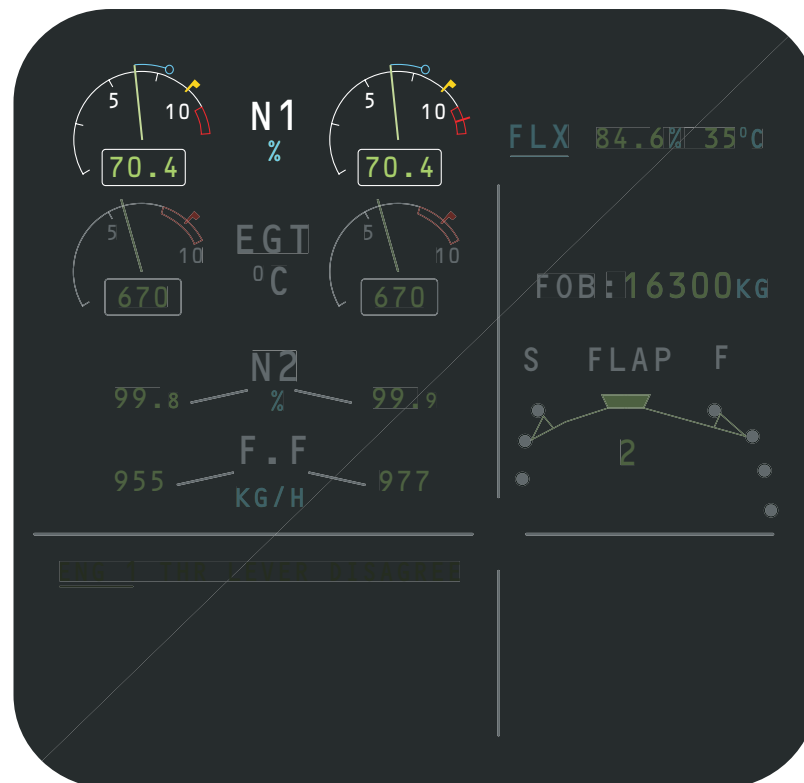 5 10 N1 5 10
%
70.4 70.4
FLX 84.6% 35°C
5 10 EGT 5 10
°C
670 670
FOB:16300KG
S FLAP F
N2
99.8 % 99.9
2
F.F
955 977
KG/H